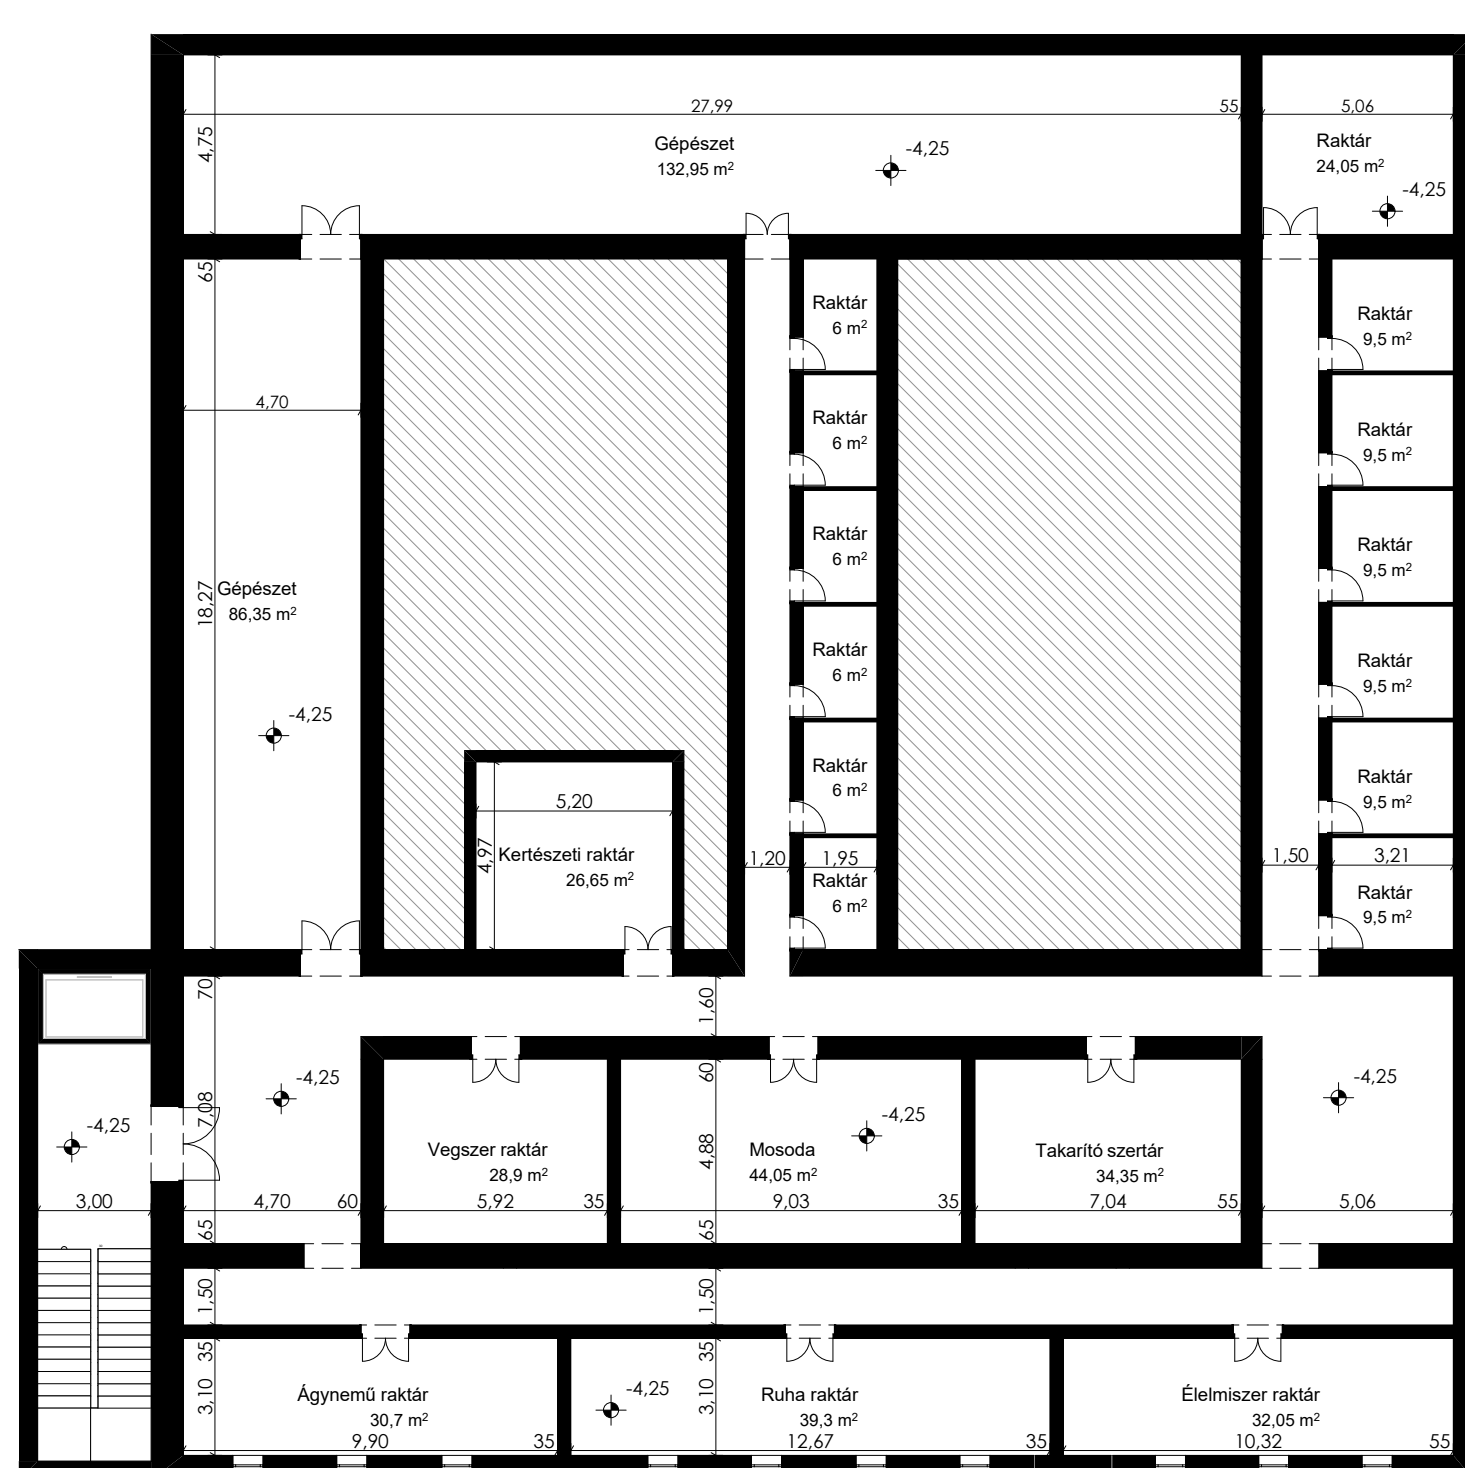 27,99
55
5,06
4,75
Gépészet
132,95 m²
-4,25
Raktár
24,05 m²
-4,25
65
Raktár
6 m²
Raktár
9,5 m²
4,70
Raktár
6 m²
Raktár
9,5 m²
Raktár
6 m²
Raktár
9,5 m²
18,27
Gépészet
86,35 m²
Raktár
6 m²
Raktár
9,5 m²
-4,25
Raktár
6 m²
Raktár
9,5 m²
5,20
4,97
Kertészeti raktár
26,65 m²
1,20
1,95
Raktár
6 m²
1,50
3,21
Raktár
9,5 m²
70
1,60
60
-4,25
-4,25
-4,25
7,08
-4,25
4,88
Vegszer raktár
28,9 m²
Mosoda
44,05 m²
Takarító szertár
34,35 m²
3,00
4,70
60
5,92
35
9,03
35
7,04
55
5,06
65
65
1,50
1,50
35
35
3,10
Ágynemű raktár
30,7 m²
-4,25
3,10
Ruha raktár
39,3 m²
Élelmiszer raktár
32,05 m²
9,90
35
12,67
35
10,32
55